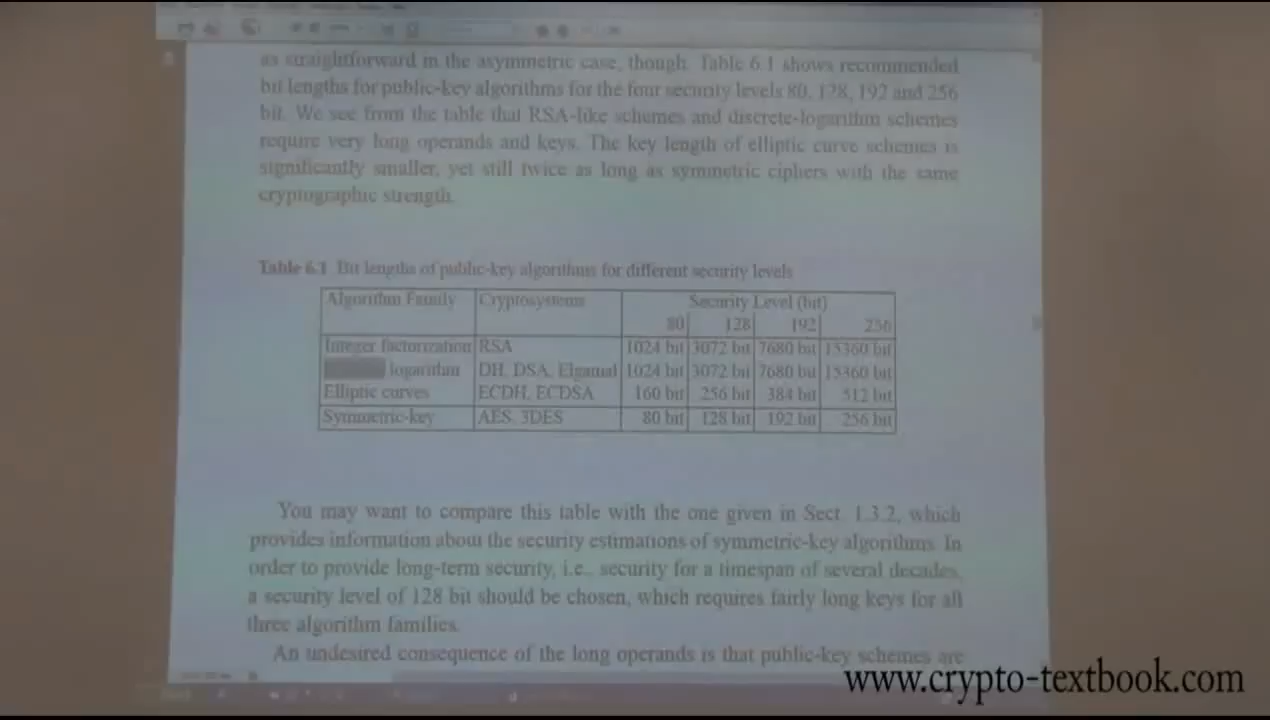 as straightforward in the asymmetric case, though. Table 6.1 shows recommended
bit lengths for public-key algorithms for the four security levels 80, 128, 192 and 256
bit. We see from the table that RSA-like schemes and discrete-logarithm schemes
require very long operands and keys. The key length of elliptic curve schemes is
significantly smaller, yet still twice as long as symmetric ciphers with the same
cryptographic strength.
Table 6.1 Bit lengths of public-key algorithms for different security levels
Algorithm Family Cryptosystems Security Level (bit)
80 128 192 256
Integer factorization RSA 1024 bit 3072 bit 7680 bit 15360 bit
logarithm DH, DSA, Elgamal 1024 bit 3072 bit 7680 bit 15360 bit
Elliptic curves ECDH, ECDSA 160 bit 256 bit 384 bit 512 bit
Symmetric-key AES, 3DES 80 bit 128 bit 192 bit 256 bit
You may want to compare this table with the one given in Sect. 1.3.2, which
provides information about the security estimations of symmetric-key algorithms. In
order to provide long-term security, i.e., security for a timespan of several decades,
a security level of 128 bit should be chosen, which requires fairly long keys for all
three algorithm families.
An undesired consequence of the long operands is that public-key schemes are
www.crypto-textbook.com